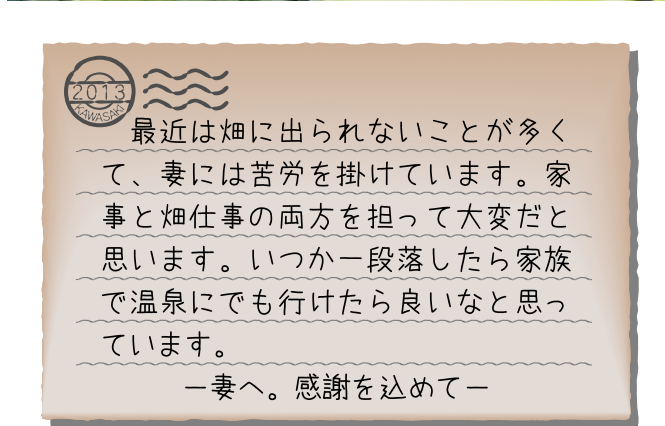 2013
KAWASAKI
最近は畑に出られないことが多く
て、妻には苦労を掛けています。家
事と畑仕事の両方を担って大変だと
思います。いつか一段落したら家族
で温泉にでも行けたら良いなと思っ
ています。
ー妻へ。感謝を込めてー